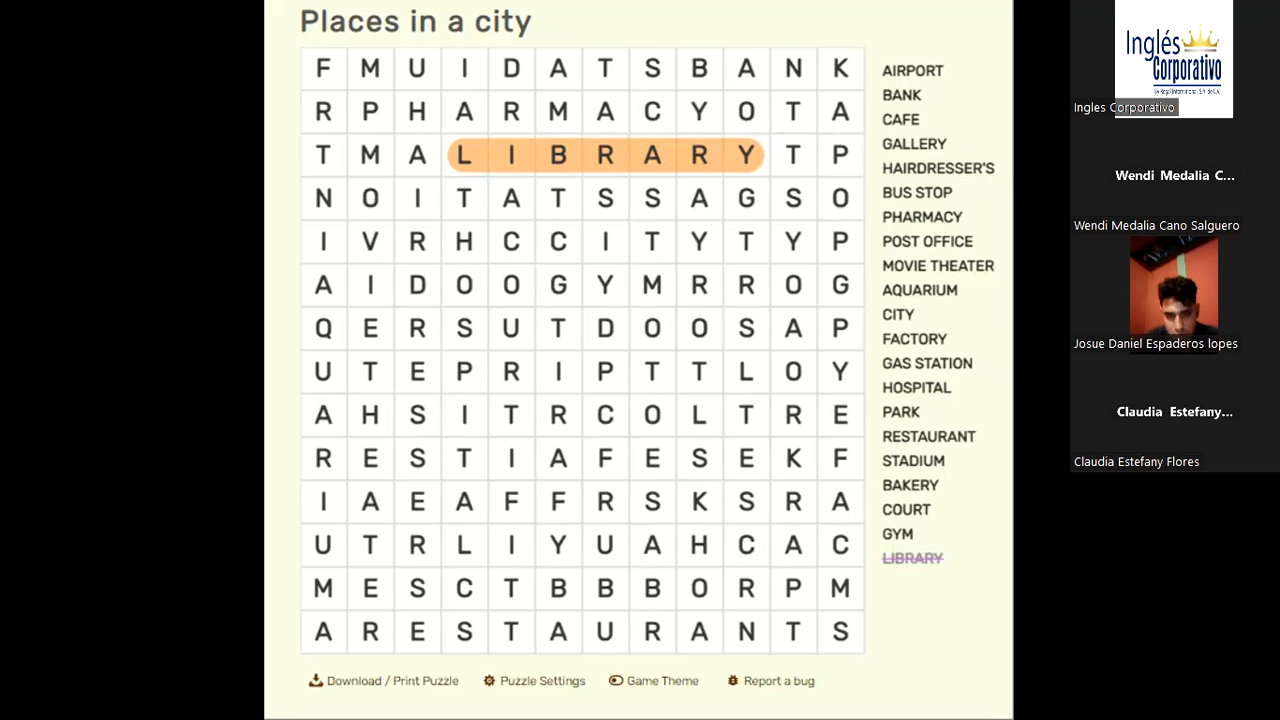 Places in a city
F M U I D A T S B A N K
R P H A R M A C Y O T A
T M A L I B R A R Y T P
N O I T A T S S A G S O
I V R H C C I T Y T Y P
A I D O O G Y M R R O G
Q E R S U T D O O S A P
U T E P R I P T T L O Y
A H S I T R C O L T R E
R E S T I A F E S E K F
I A E A F F R S K S R A
U T R L I Y U A H C A C
M E S C T B B B O R P M
A R E S T A U R A N T S
AIRPORT
BANK
CAFE
GALLERY
HAIRDRESSER'S
BUS STOP
PHARMACY
POST OFFICE
MOVIE THEATER
AQUARIUM
CITY
FACTORY
GAS STATION
HOSPITAL
PARK
RESTAURANT
STADIUM
BAKERY
COURT
GYM
LIBRARY
Download / Print Puzzle
Puzzle Settings
Game Theme
Report a bug
Inglés
Corporativo
Ingles Corporativo
Wendi Medalia C...
Wendi Medalia Cano Salguero
Josue Daniel Espaderos lopes
Claudia Estefany...
Claudia Estefany Flores